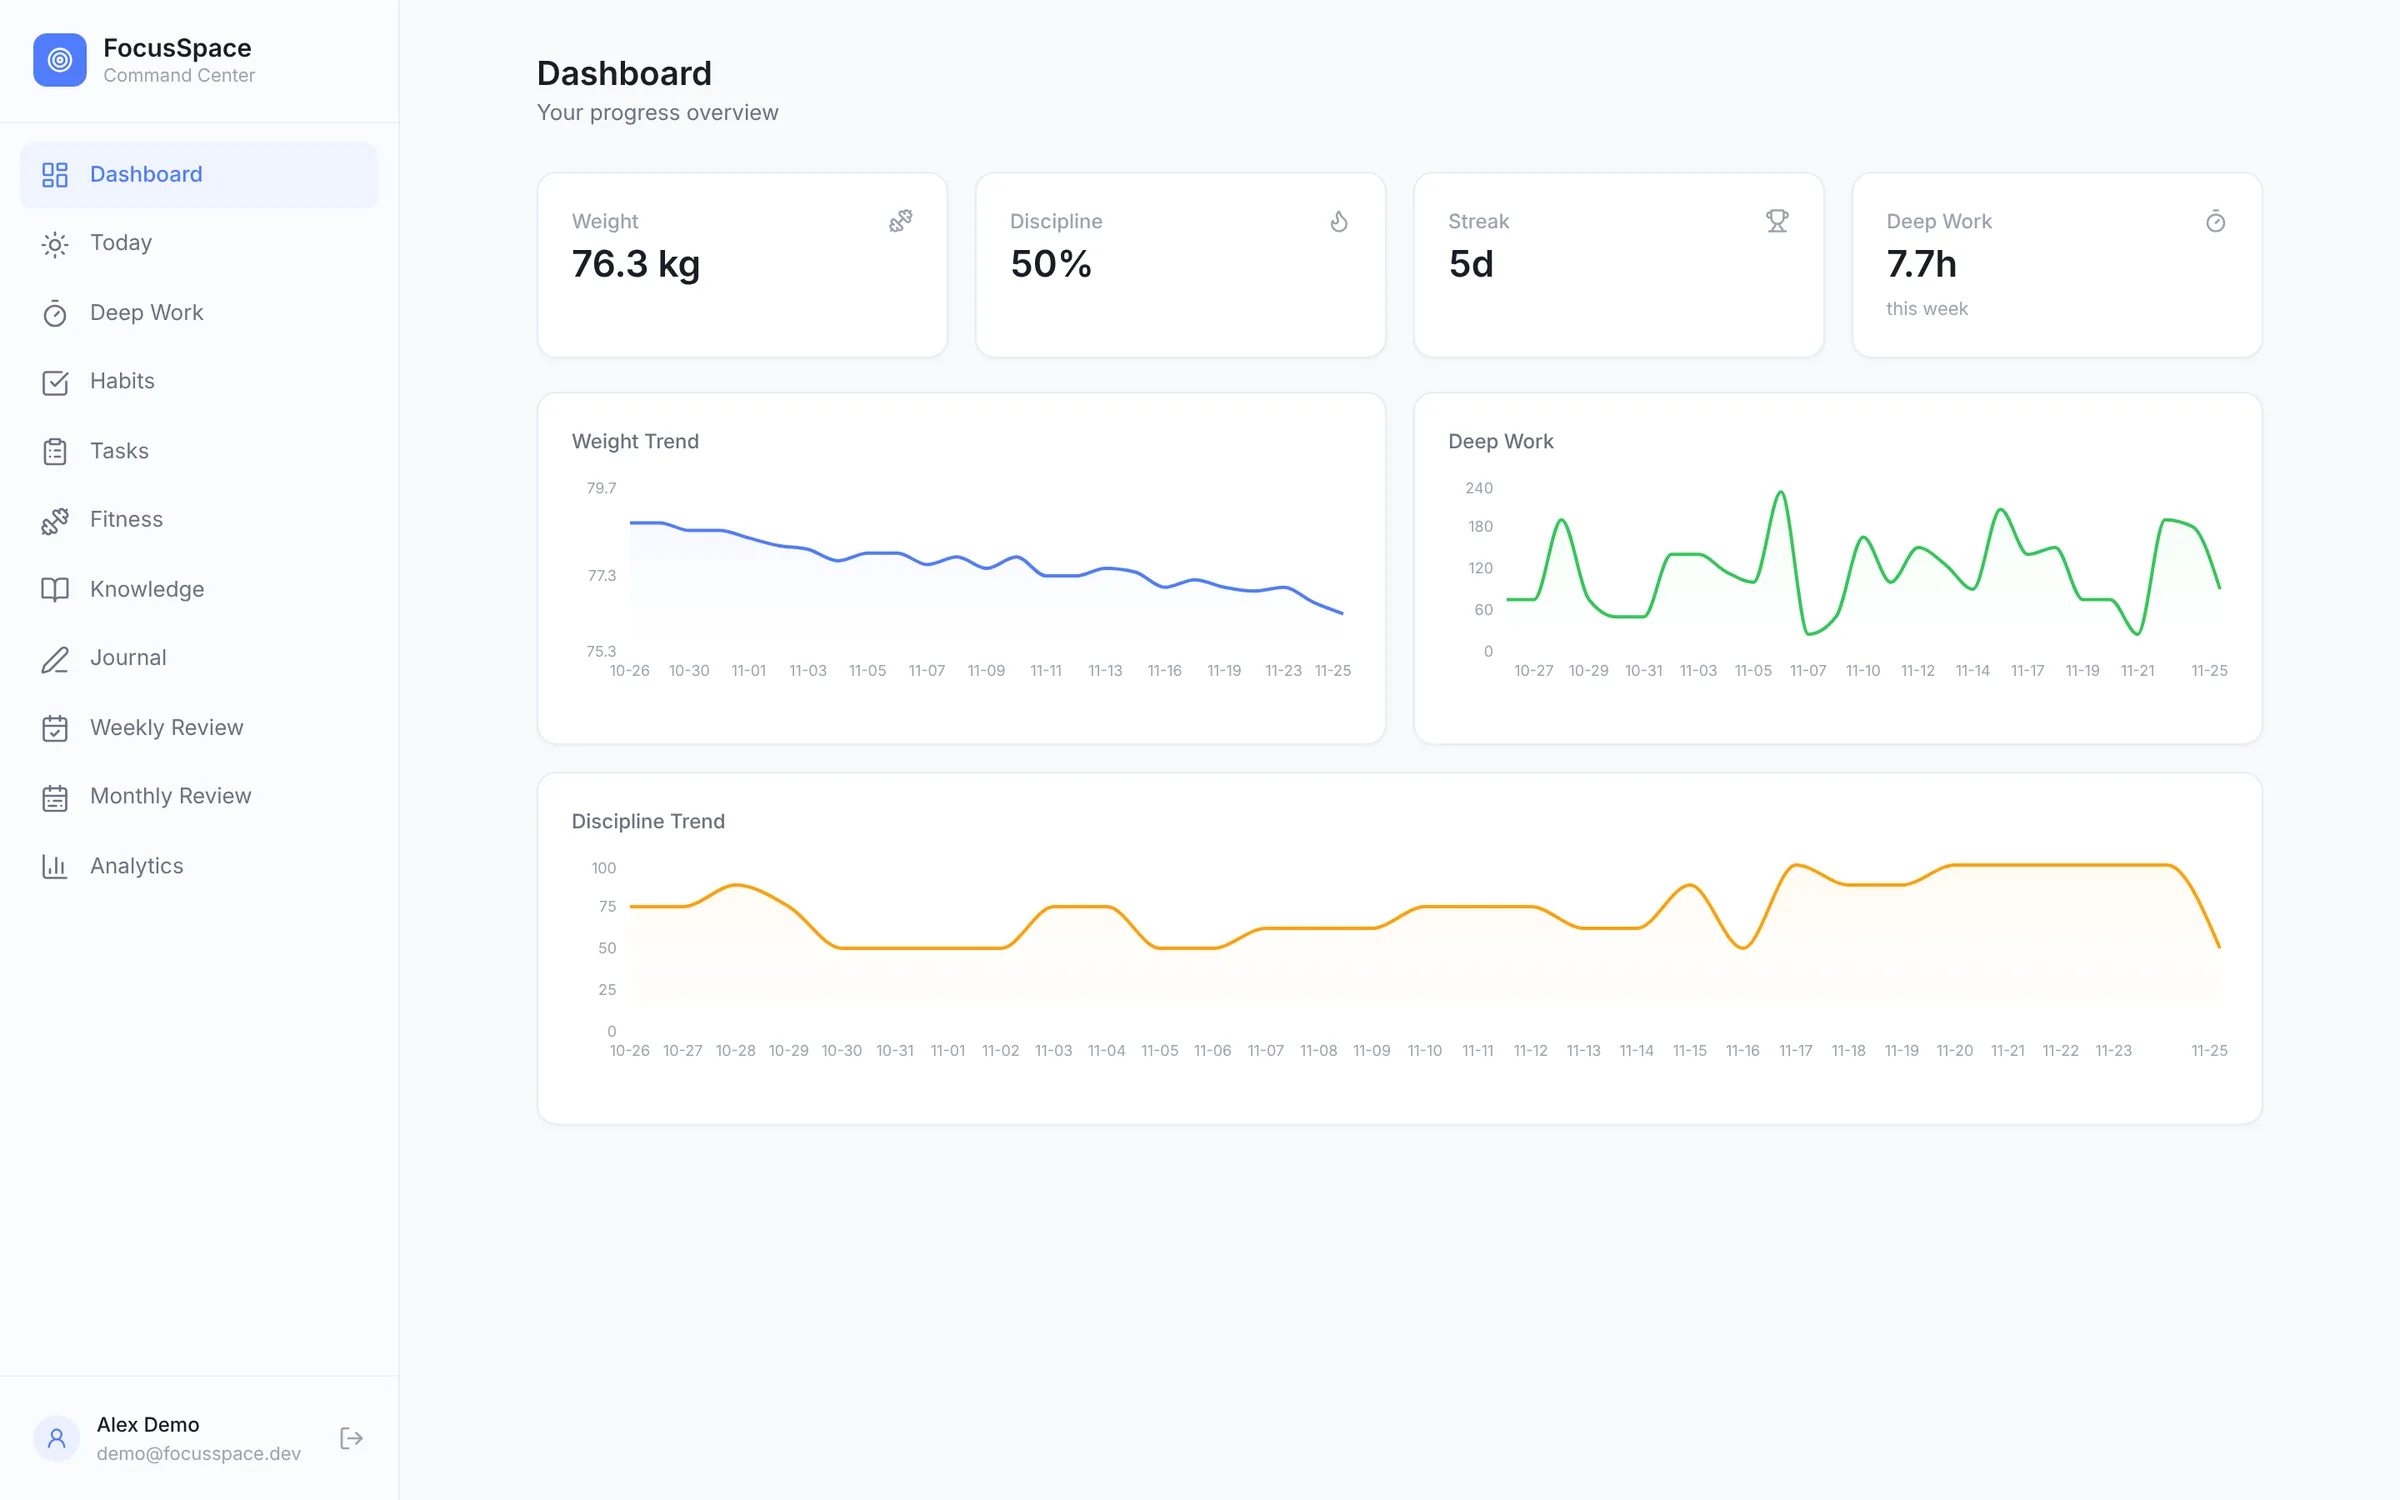 FocusSpace
Command Center
Dashboard
Today
Deep Work
Habits
Tasks
Fitness
Knowledge
Journal
Weekly Review
Monthly Review
Analytics
Alex Demo
demo@focusspace.dev
Dashboard
Your progress overview
Weight
76.3 kg
Discipline
50%
Streak
5d
Deep Work
7.7h
this week
Weight Trend
79.7
77.3
75.3
10-26 10-30 11-01 11-03 11-05 11-07 11-09 11-11 11-13 11-16 11-19 11-23 11-25
Deep Work
240
180
120
60
0
10-27 10-29 10-31 11-03 11-05 11-07 11-10 11-12 11-14 11-17 11-19 11-21 11-25
Discipline Trend
100
75
50
25
0
10-26 10-27 10-28 10-29 10-30 10-31 11-01 11-02 11-03 11-04 11-05 11-06 11-07 11-08 11-09 11-10 11-11 11-12 11-13 11-14 11-15 11-16 11-17 11-18 11-19 11-20 11-21 11-22 11-23 11-25